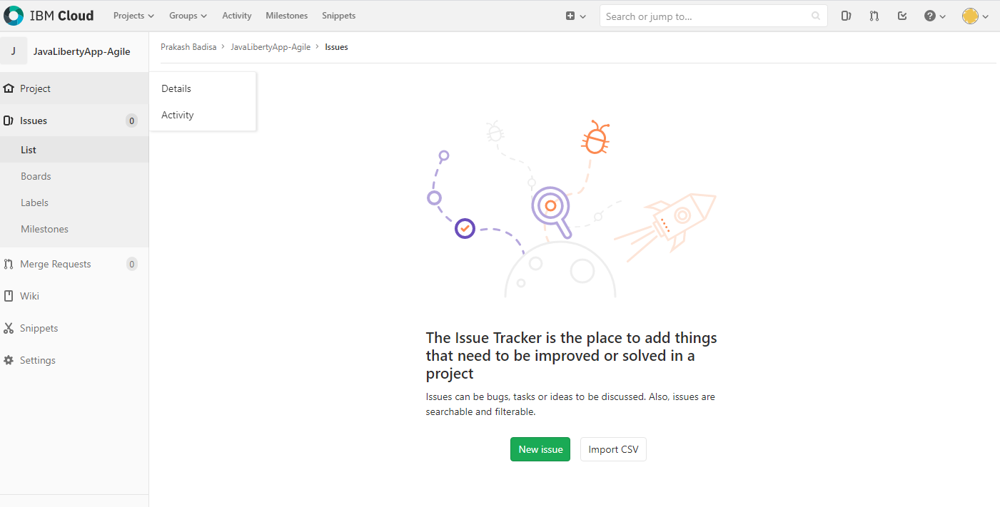 IBM Cloud Projects Groups Activity Milestones Snippets Search or jump to...
J JavaLibertyApp-Agile
Prakash Badisa > JavaLibertyApp-Agile > Issues
Project
Issues 0
List
Boards
Labels
Milestones
Merge Requests 0
Wiki
Snippets
Settings
Details
Activity
The Issue Tracker is the place to add things
that need to be improved or solved in a
project
Issues can be bugs, tasks or ideas to be discussed. Also, issues are
searchable and filterable.
New issue Import CSV